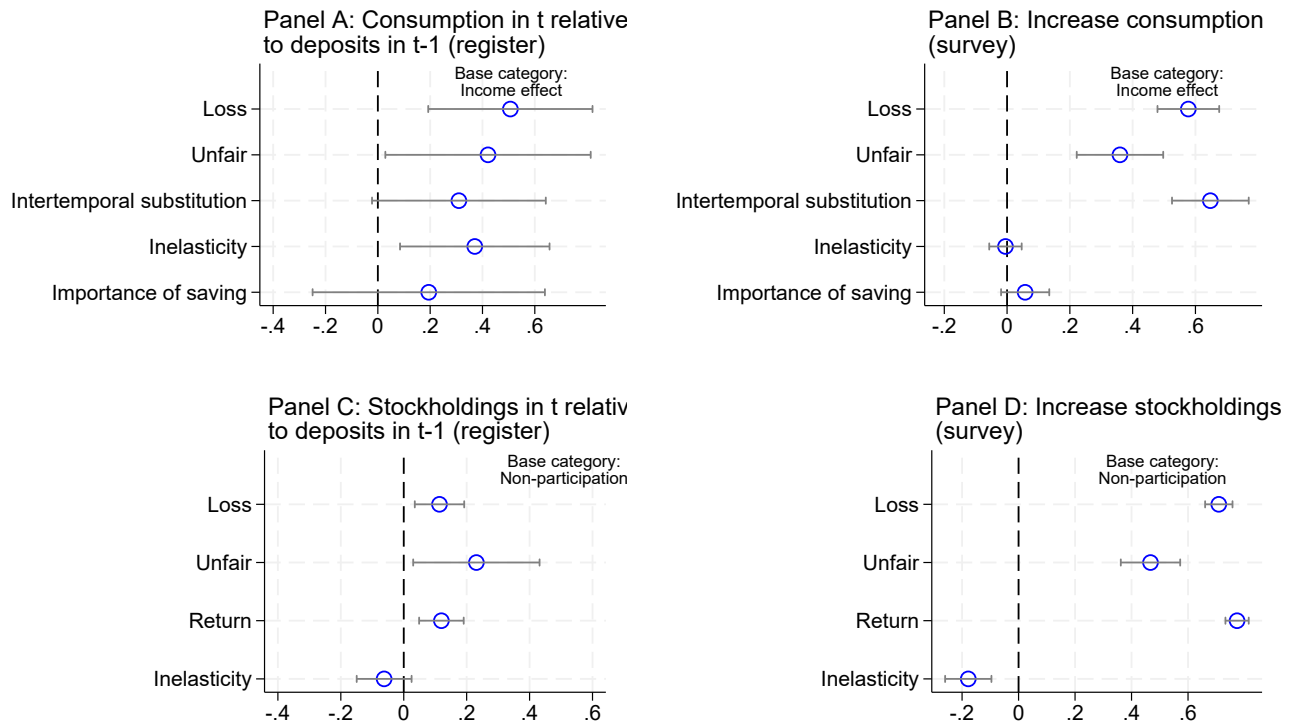 Panel A: Consumption in t relative
to deposits in t-1 (register)
Base category:
Income effect
Loss
Unfair
Intertemporal substitution
Inelasticity
Importance of saving
-.4 -.2 0 .2 .4 .6
Panel B: Increase consumption
(survey)
Base category:
Income effect
Loss
Unfair
Intertemporal substitution
Inelasticity
Importance of saving
-.2 0 .2 .4 .6
Panel C: Stockholdings in t relativ
to deposits in t-1 (register)
Base category:
Non-participation
Loss
Unfair
Return
Inelasticity
-.4 -.2 0 .2 .4 .6
Panel D: Increase stockholdings
(survey)
Base category:
Non-participation
Loss
Unfair
Return
Inelasticity
-.2 0 .2 .4 .6